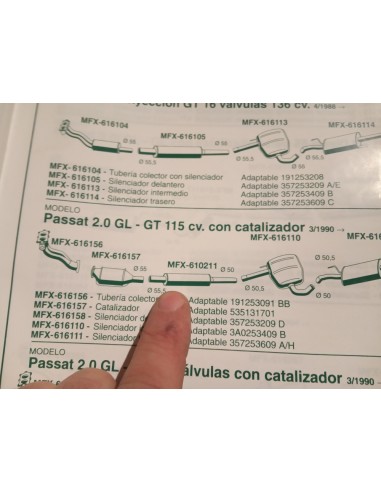 yección GT 16 válvulas 136 cv. 4/1988 →
MFX-616113
MFX-616104
MFX-616114
MFX-616105
Ø 55
Ø 55
Ø 55,5
Ø 55,5
Ø 55
MFX-616104 - Tubería colector con silenciador Adaptable 191253208
MFX-616105 - Silenciador delantero Adaptable 357253209 A/E
MFX-616113 - Silenciador intermedio Adaptable 357253409 B
MFX-616114 - Silenciador trasero Adaptable 357253609 C
MODELO
Passat 2.0 GL - GT 115 cv. con catalizador 3/1990 →
MFX-616156
MFX-616110
MFX-61
MFX-616157
MFX-610211
Ø 55
Ø 50
Ø 50
Ø 55,5
Ø 50,5
Ø 50,5
MFX-616156 - Tubería colector Adaptable 191253091 BB
MFX-616157 - Catalizador Adaptable 535131701
MFX-616158 - Silenciador de Adaptable 357253209 D
MFX-616110 - Silenciador Adaptable 3A0253409 B
MFX-616111 - Silenciador Adaptable 357253609 A/H
MODELO
Passat 2.0 GL álvulas con catalizador 3/1990 →